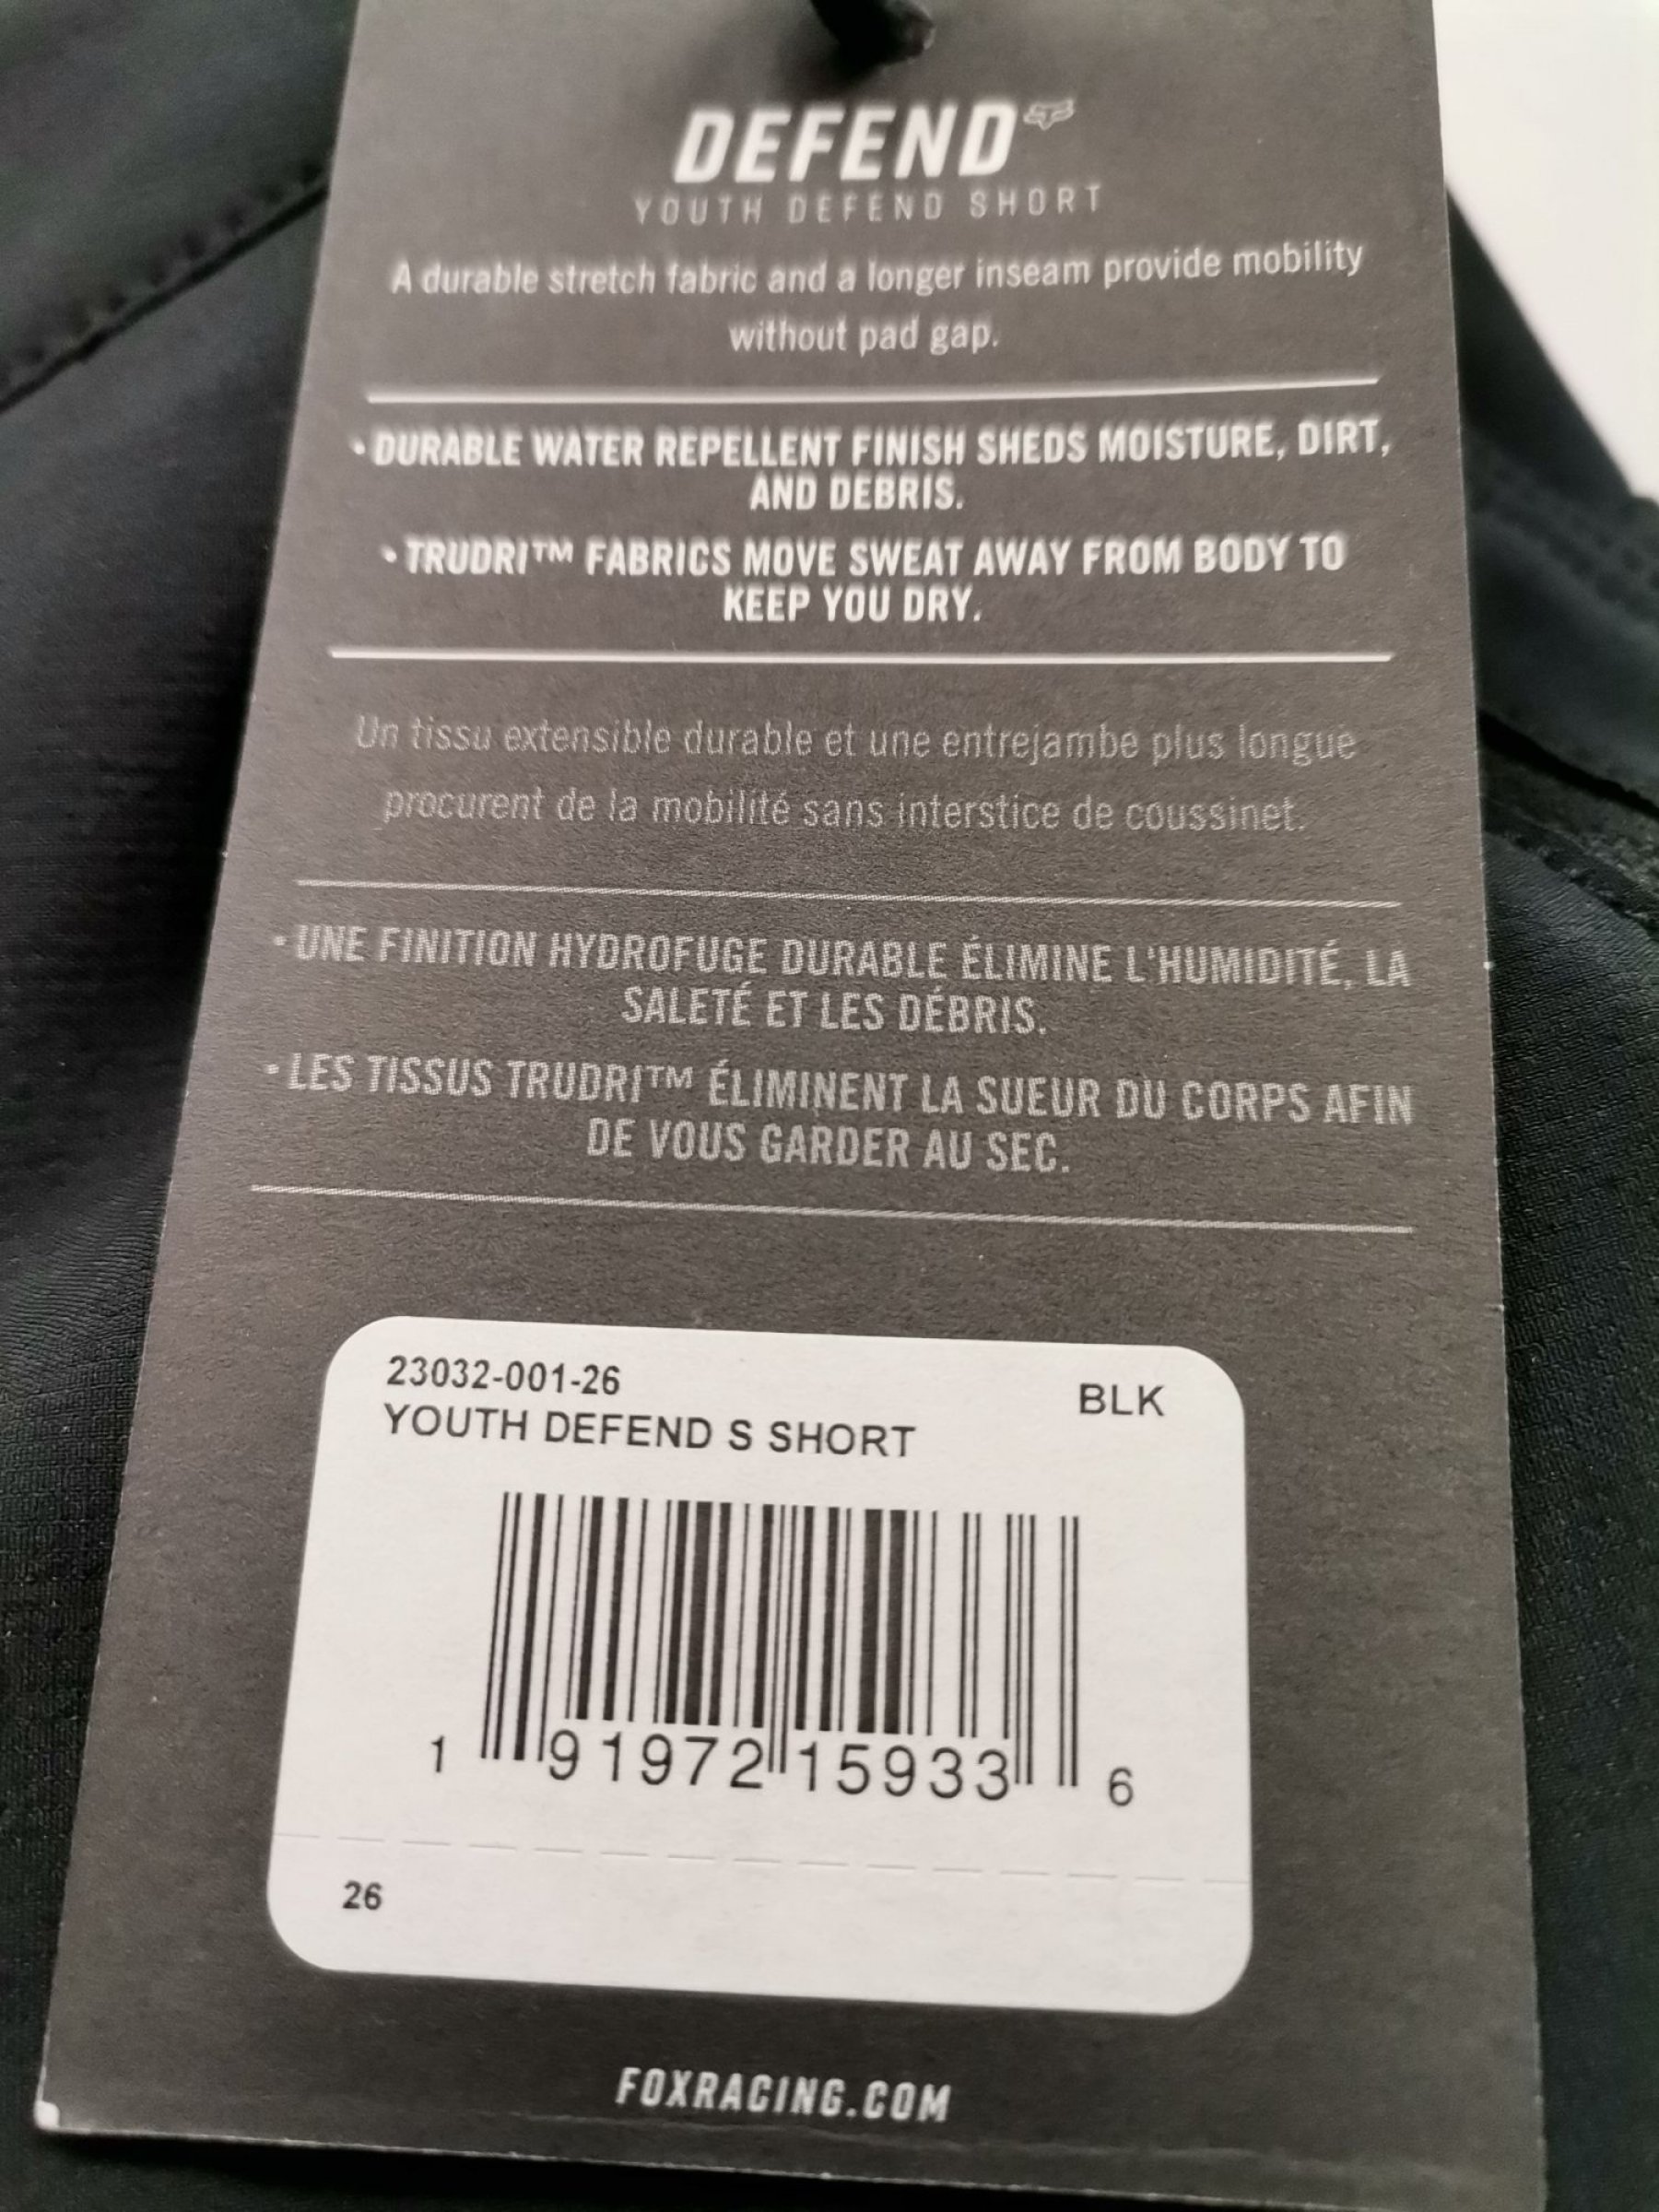 DEFEND
YOUTH DEFEND SHORT
A durable stretch fabric and a longer inseam provide mobility
without pad gap.
• DURABLE WATER REPELLENT FINISH SHEDS MOISTURE, DIRT,
AND DEBRIS.
• TRUDRI™ FABRICS MOVE SWEAT AWAY FROM BODY TO
KEEP YOU DRY.
Un tissu extensible durable et une entrejambe plus longue
procurent de la mobilité sans interstice de coussinet.
• UNE FINITION HYDROFUGE DURABLE ÉLIMINE L'HUMIDITÉ, LA
SALETÉ ET LES DÉBRIS.
• LES TISSUS TRUDRI™ ÉLIMINENT LA SUEUR DU CORPS AFIN
DE VOUS GARDER AU SEC.
23032-001-26 BLK
YOUTH DEFEND S SHORT
1 91972 15933 6
26
FOXRACING.COM